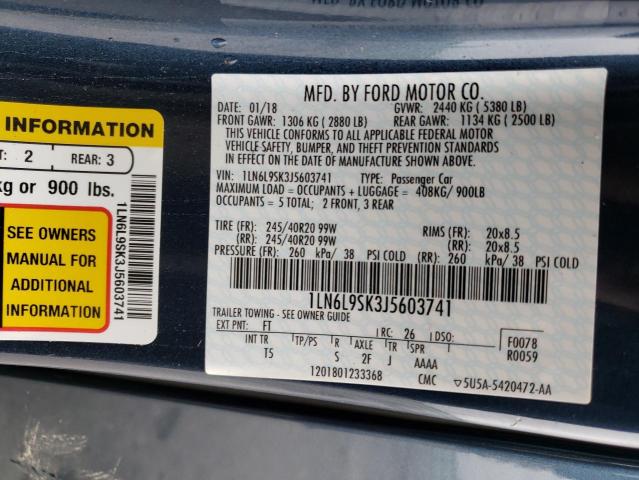 MFD. BY FORD MOTOR CO.
DATE: 01/18 GVWR: 2440 KG ( 5380 LB)
FRONT GAWR: 1306 KG ( 2880 LB) REAR GAWR: 1134 KG ( 2500 LB)
THIS VEHICLE CONFORMS TO ALL APPLICABLE FEDERAL MOTOR
VEHICLE SAFETY, BUMPER, AND THEFT PREVENTION STANDARDS
IN EFFECT ON THE DATE OF MANUFACTURE SHOWN ABOVE.
VIN: 1LN6L9SK3J5603741 TYPE: Passenger Car
MAXIMUM LOAD = OCCUPANTS + LUGGAGE = 408KG/ 900LB
OCCUPANTS = 5 TOTAL; 2 FRONT, 3 REAR
TIRE (FR): 245/40R20 99W RIMS (FR): 20x8.5
(RR): 245/40R20 99W (RR): 20x8.5
PRESSURE (FR): 260 kPa/ 38 PSI COLD (RR) 260 kPa/ 38 PSI COLD
1LN6L9SK3J5603741
TRAILER TOWING - SEE OWNER GUIDE
EXT PNT: FT RC: 26 DSO: F0078
INT TR TP/PS R AXLE TR SPR R0059
T5 S 2F J AAAA
1201801233368 CMC 5U5A-5420472-AA
INFORMATION
2 REAR: 3
kg or 900 lbs.
SEE OWNERS
MANUAL FOR
ADDITIONAL
INFORMATION
1LN6L9SK3J5603741